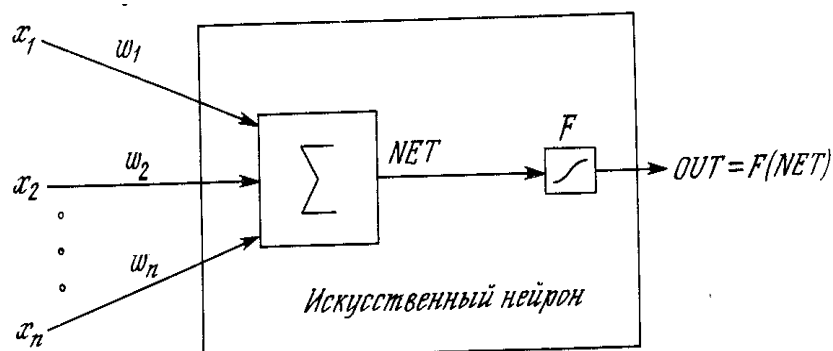 x₁
w₁
F
NET
OUT = F(NET)
w₂
x₂
∑
wₙ
Искусственный нейрон
xₙ